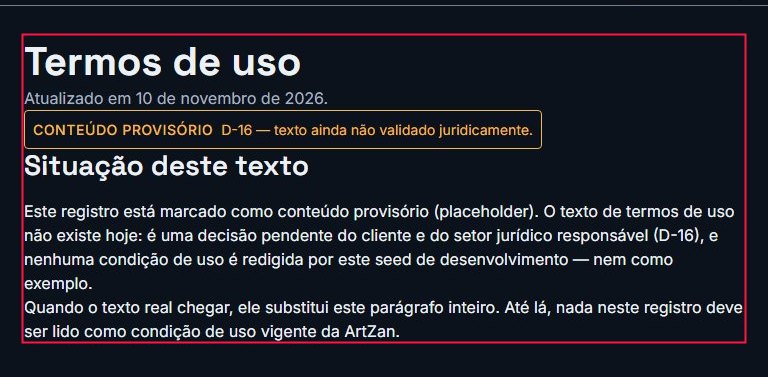 Termos de uso
Atualizado em 10 de novembro de 2026.
CONTEÚDO PROVISÓRIO D-16 — texto ainda não validado juridicamente.
Situação deste texto
Este registro está marcado como conteúdo provisório (placeholder). O texto de termos de uso
não existe hoje: é uma decisão pendente do cliente e do setor jurídico responsável (D-16), e
nenhuma condição de uso é redigida por este seed de desenvolvimento — nem como
exemplo.
Quando o texto real chegar, ele substitui este parágrafo inteiro. Até lá, nada neste registro deve
ser lido como condição de uso vigente da ArtZan.